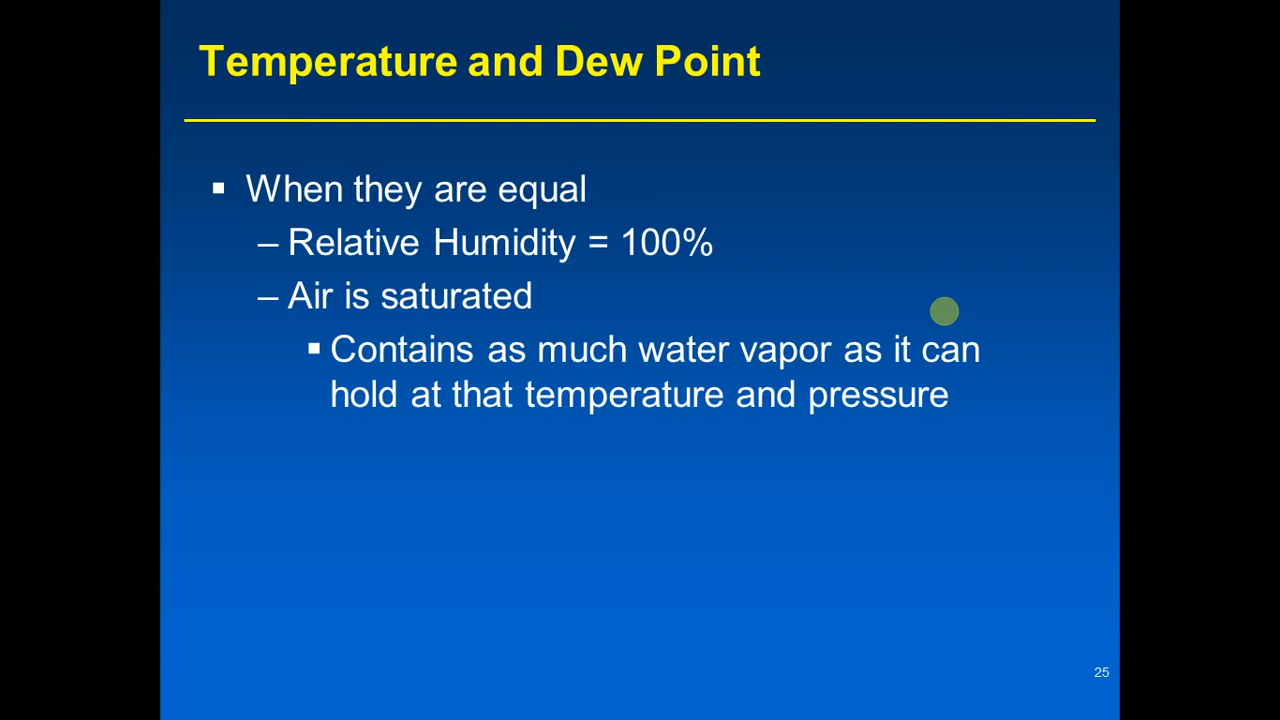 Temperature and Dew Point
▪ When they are equal
– Relative Humidity = 100%
– Air is saturated
▪ Contains as much water vapor as it can
hold at that temperature and pressure
25